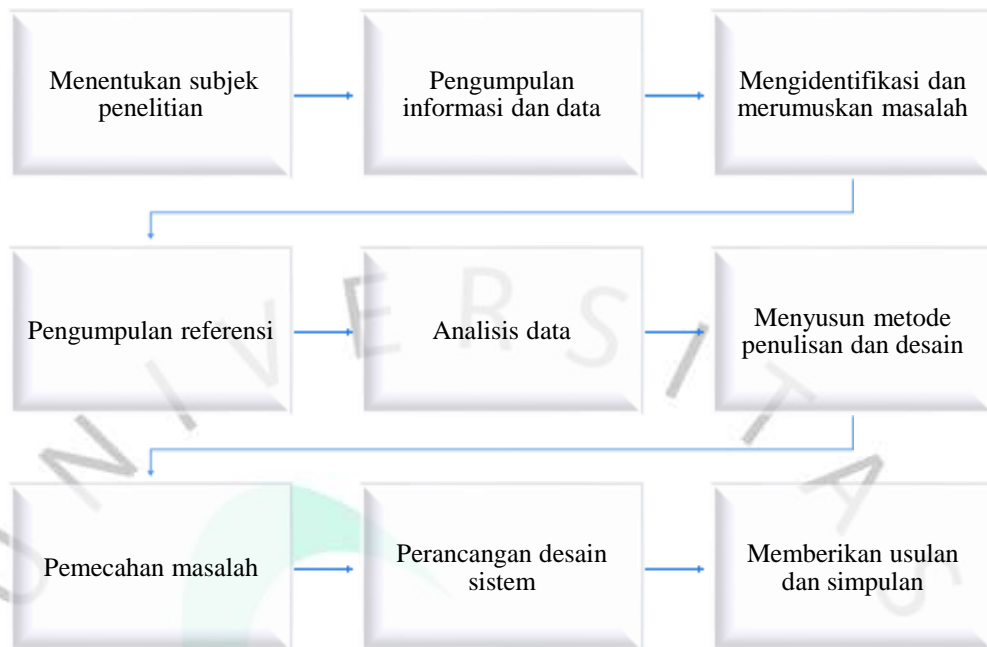 Menentukan subjek
penelitian
Pengumpulan
informasi dan data
Mengidentifikasi dan
merumuskan masalah
Pengumpulan referensi
Analisis data
Menyusun metode
penulisan dan desain
Pemecahan masalah
Perancangan desain
sistem
Memberikan usulan
dan simpulan
UNIVERSITAS